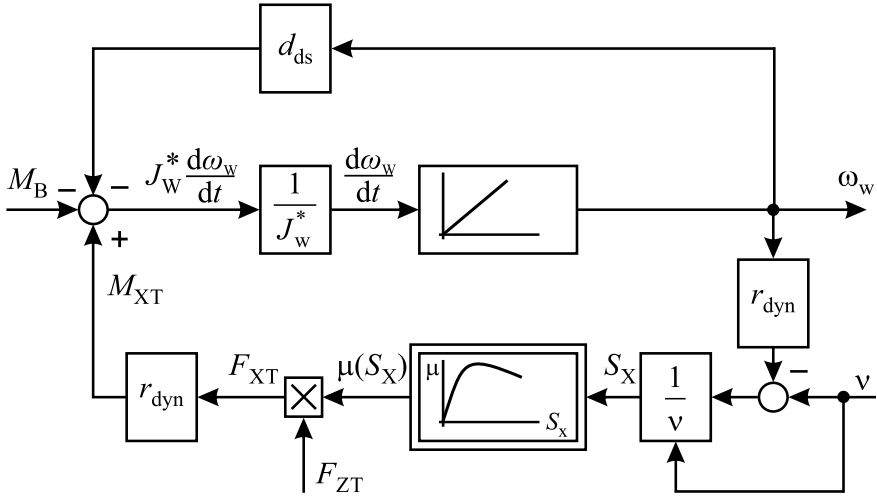 d_ds
M_B − − J_W^* dω_w/dt 1/J_w^* dω_w/dt ω_w
+
M_XT r_dyn
r_dyn F_XT μ(S_X) μ S_x S_X 1/ν − ν
F_ZT